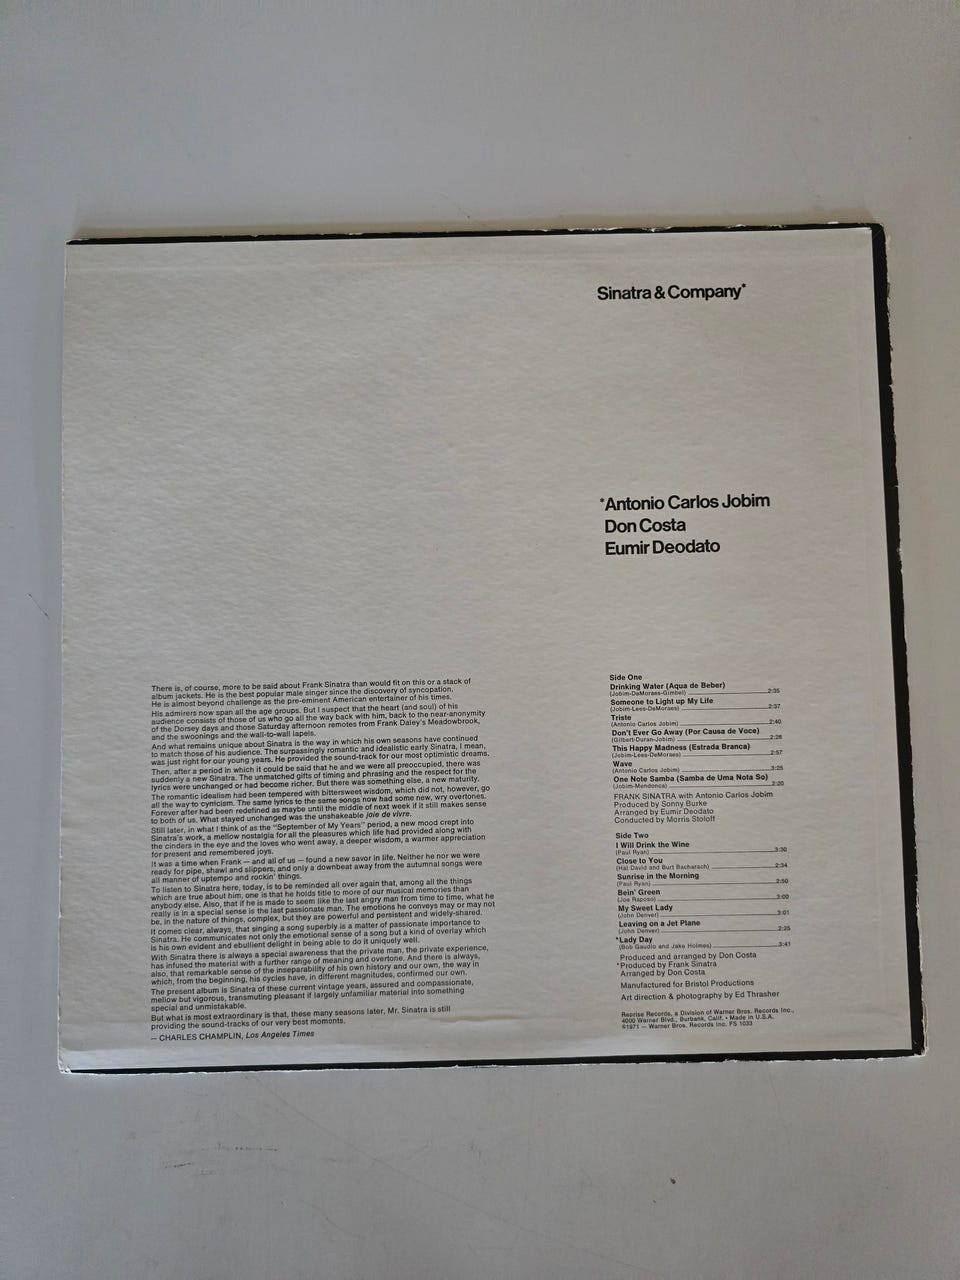 Sinatra & Company*
*Antonio Carlos Jobim
Don Costa
Eumir Deodato
There is, of course, more to be said about Frank Sinatra than would fit on this or a stack of
album jackets. He is the best popular male singer since the discovery of syncopation.
He is almost beyond challenge as the pre-eminent American entertainer of his times.
His admirers now span all the age groups. But I suspect that the heart (and soul) of his
audience consists of those of us who go all the way back with him, back to the near-anonymity
of the Dorsey days and those Saturday afternoon remotes from Frank Daley's Meadowbrook,
and the swoonings and the wall-to-wall lapels.
And what remains unique about Sinatra is the way in which his own seasons have continued
to match those of his audience. The surpassingly romantic and idealistic early Sinatra, I mean,
was just right for our young years. He provided the sound-track for our most optimistic dreams.
Then, after a period in which it could be said that he and we were all preoccupied, there was
suddenly a new Sinatra. The unmatched gifts of timing and phrasing and the respect for the
lyrics were unchanged or had become richer. But there was something else, a new maturity.
The romantic idealism had been tempered with bittersweet wisdom, which did not, however, go
all the way to cynicism. The same lyrics to the same songs now had some new, wry overtones.
Forever after had been redefined as maybe until the middle of next week if it still makes sense
to both of us. What stayed unchanged was the unshakeable joie de vivre.
Still later, in what I think of as the "September of My Years" period, a new mood crept into
Sinatra's work, a mellow nostalgia for all the pleasures which life had provided along with
the cinders in the eye and the loves who went away, a deeper wisdom, a warmer appreciation
for present and remembered joys.
It was a time when Frank — and all of us — found a new savor in life. Neither he nor we were
ready for pipe, shawl and slippers, and only a downbeat away from the autumnal songs were
all manner of uptempo and rockin' things.
To listen to Sinatra here, today, is to be reminded all over again that, among all the things
which are true about him, one is that he holds title to more of our musical memories than
anybody else. Also, that if he is made to seem like the last angry man from time to time, what he
really is in a special sense is the last passionate man. The emotions he conveys may or may not
be, in the nature of things, complex, but they are powerful and persistent and widely-shared.
It comes clear, always, that singing a song superbly is a matter of passionate importance to
Sinatra. He communicates not only the emotional sense of a song but a kind of overlay which
is his own evident and ebullient delight in being able to do it uniquely well.
With Sinatra there is always a special awareness that the private man, the private experience,
has infused the material with a further range of meaning and overtone. And there is always,
also, that remarkable sense of the inseparability of his own history and our own, the way in
which, from the beginning, his cycles have, in different magnitudes, confirmed our own.
The present album is Sinatra of these current vintage years, assured and compassionate,
mellow but vigorous, transmuting pleasant if largely unfamiliar material into something
special and unmistakable.
But what is most extraordinary is that, these many seasons later, Mr. Sinatra is still
providing the sound-tracks of our very best moments.
— CHARLES CHAMPLIN, Los Angeles Times
Side One
Drinking Water (Aqua de Beber)
(Jobim-DeMoraes-Gimbel) 2:35
Someone to Light up My Life
(Jobim-Lees-DeMoraes) 2:37
Triste
(Antonio Carlos Jobim) 2:40
Don't Ever Go Away (Por Causa de Voce)
(Gilbert-Duran-Jobim) 2:28
This Happy Madness (Estrada Branca)
(Jobim-Lees-DeMoraes) 2:57
Wave
(Antonio Carlos Jobim) 3:25
One Note Samba (Samba de Uma Nota So)
(Jobim-Mendonca) 2:20
FRANK SINATRA with Antonio Carlos Jobim
Produced by Sonny Burke
Arranged by Eumir Deodato
Conducted by Morris Stoloff
Side Two
I Will Drink the Wine
(Paul Ryan) 3:30
Close to You
(Hal David and Burt Bacharach) 2:34
Sunrise in the Morning
(Paul Ryan) 2:50
Bein' Green
(Joe Raposo) 3:00
My Sweet Lady
(John Denver) 3:01
Leaving on a Jet Plane
(John Denver) 2:25
*Lady Day
(Bob Gaudio and Jake Holmes) 3:41
Produced and arranged by Don Costa
*Produced by Frank Sinatra
Arranged by Don Costa
Manufactured for Bristol Productions
Art direction & photography by Ed Thrasher
Reprise Records, a Division of Warner Bros. Records Inc.,
4000 Warner Blvd., Burbank, Calif. • Made in U.S.A.
©1971 — Warner Bros. Records Inc. FS 1033